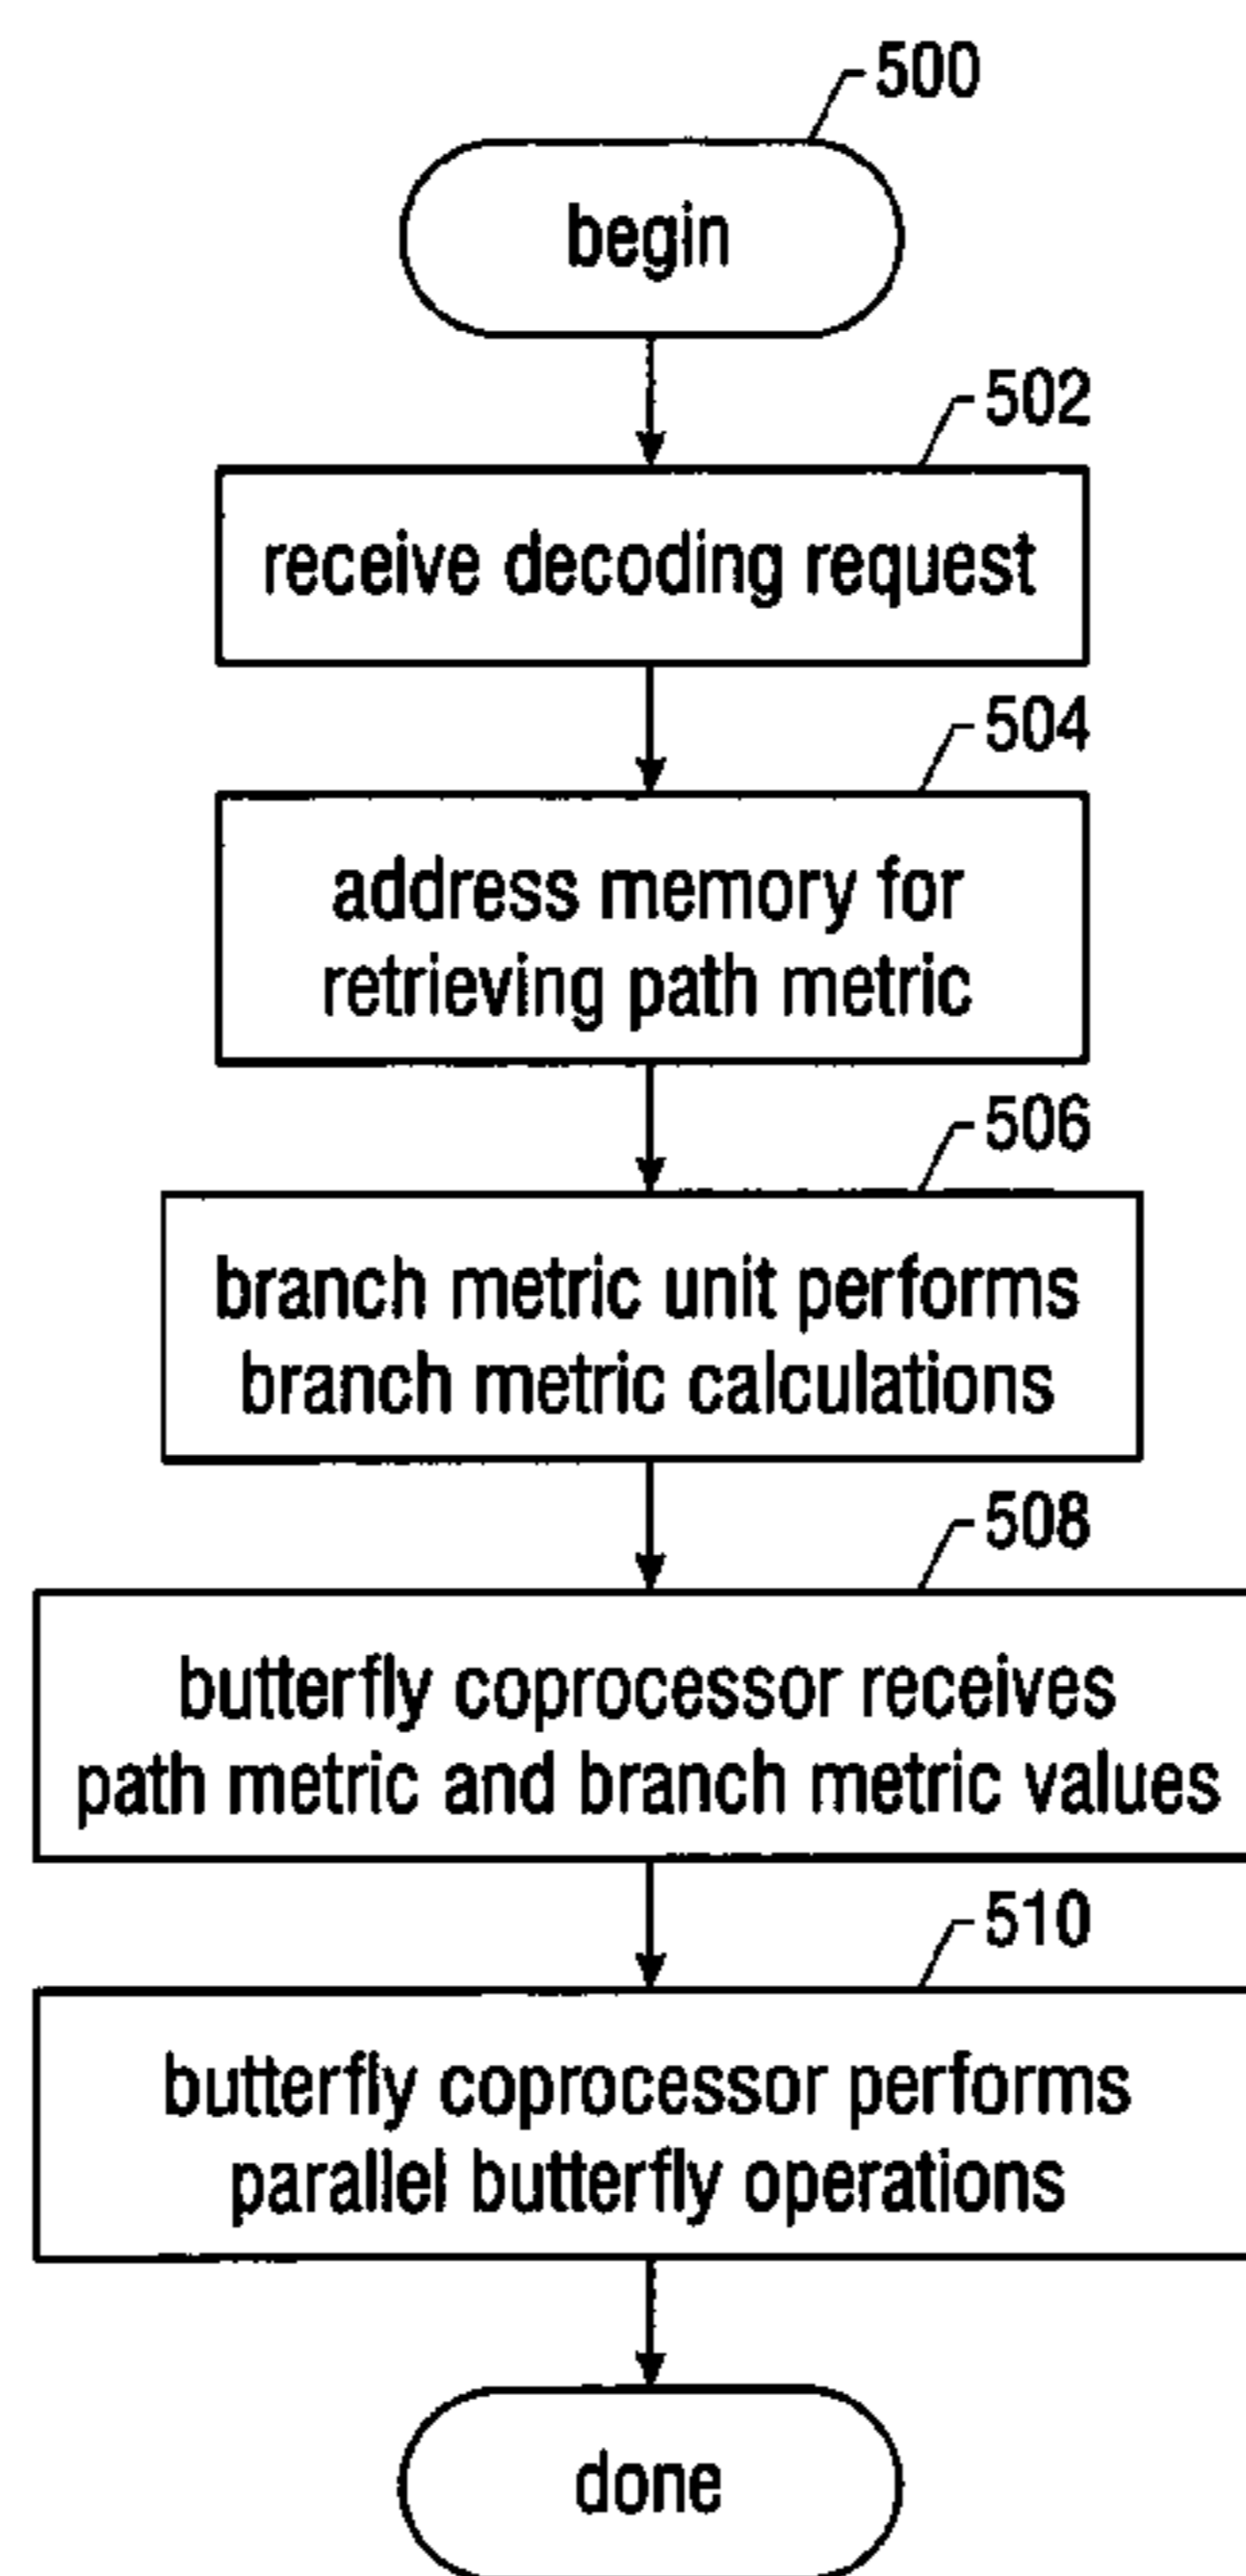 500
begin
502
receive decoding request
504
address memory for
retrieving path metric
506
branch metric unit performs
branch metric calculations
508
butterfly coprocessor receives
path metric and branch metric values
510
butterfly coprocessor performs
parallel butterfly operations
done